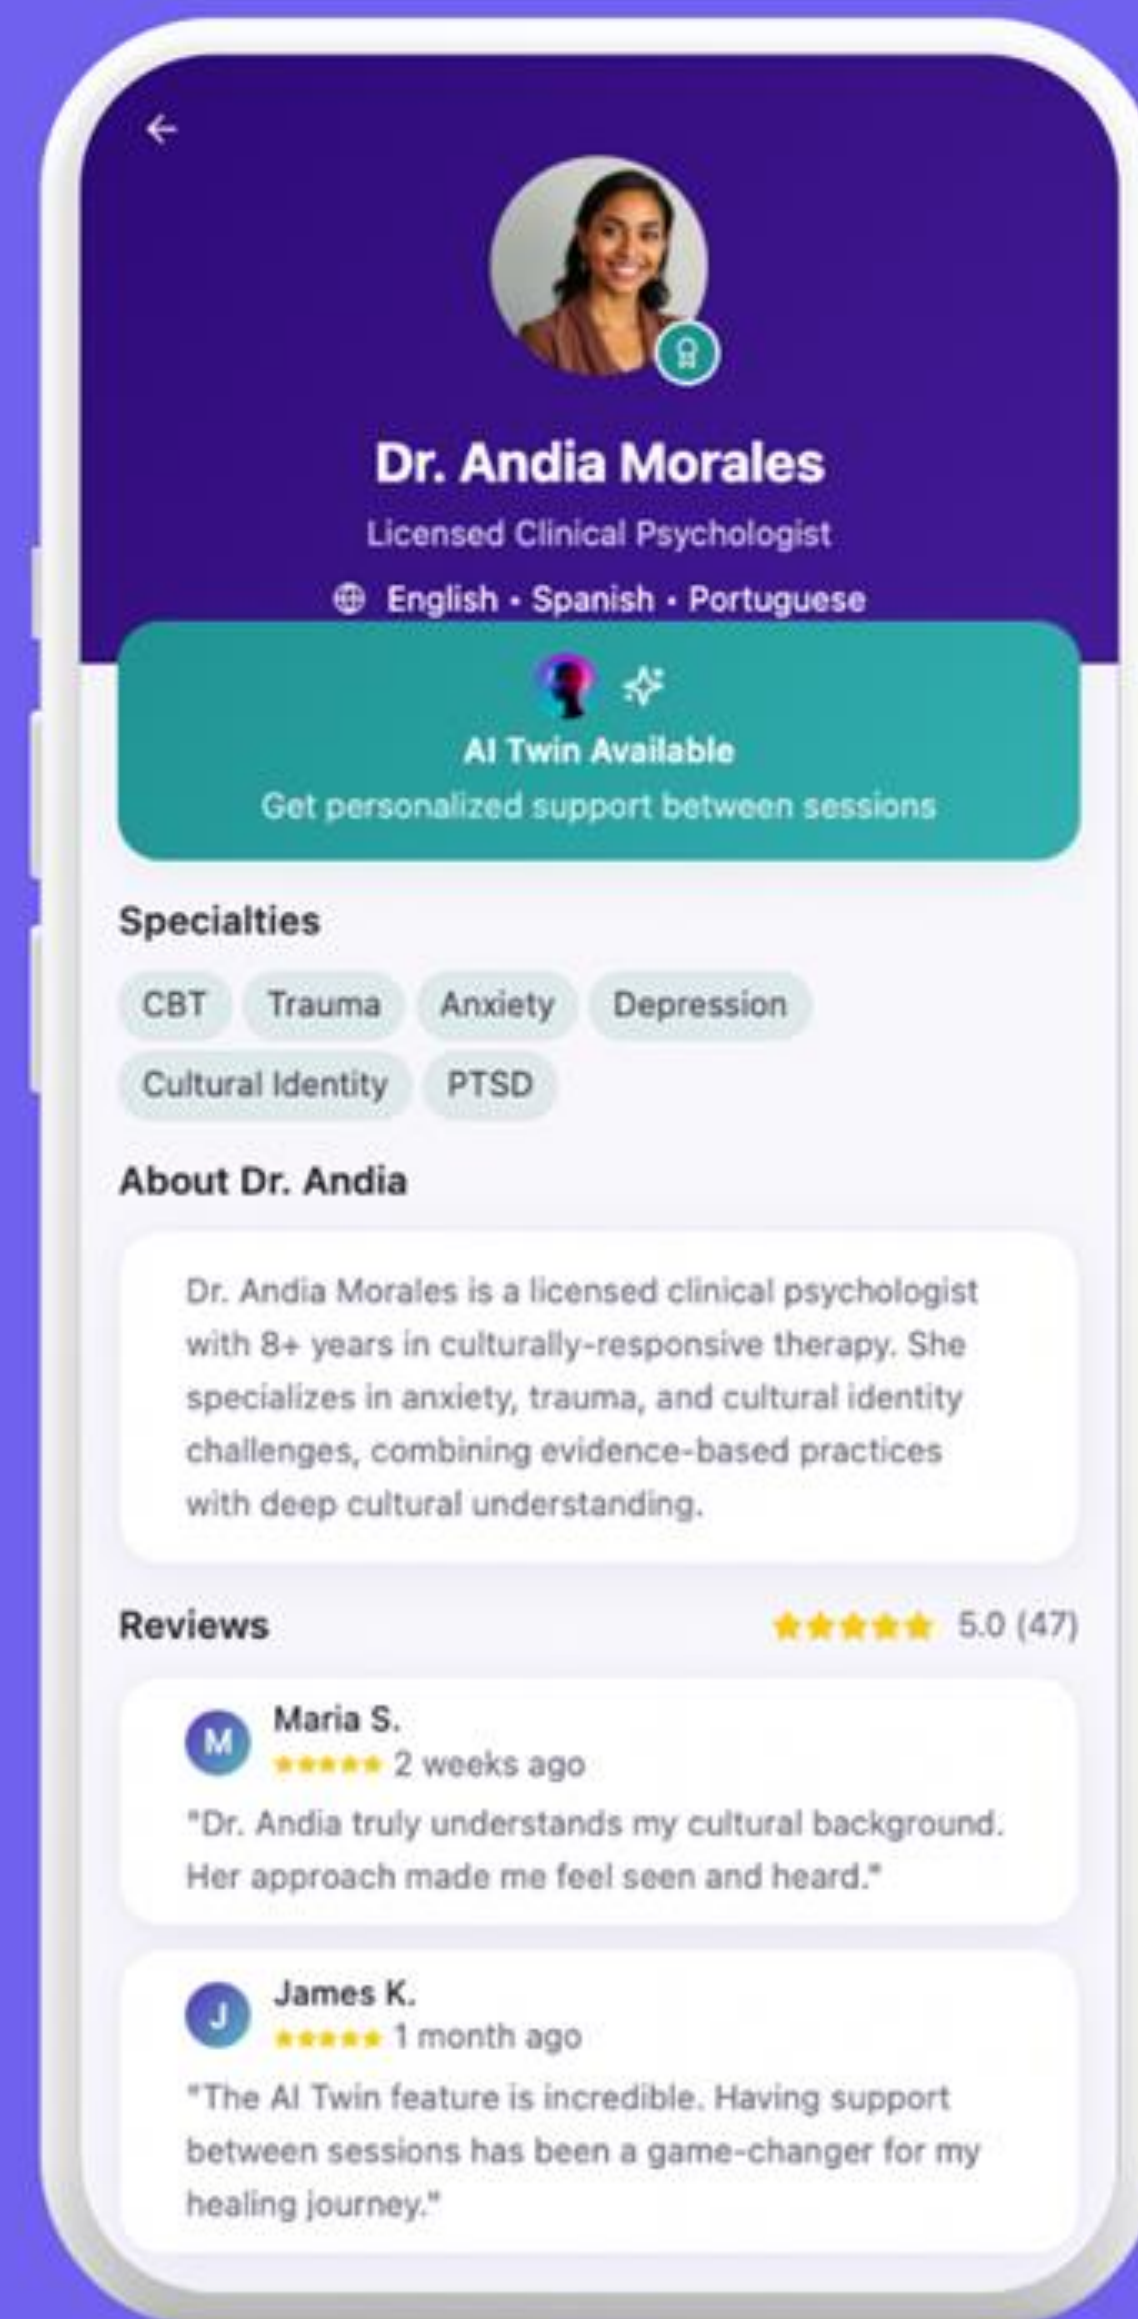 Dr. Andia Morales
Licensed Clinical Psychologist
English • Spanish • Portuguese
AI Twin Available
Get personalized support between sessions
Specialties
CBT Trauma Anxiety Depression
Cultural Identity PTSD
About Dr. Andia
Dr. Andia Morales is a licensed clinical psychologist
with 8+ years in culturally-responsive therapy. She
specializes in anxiety, trauma, and cultural identity
challenges, combining evidence-based practices
with deep cultural understanding.
Reviews 5.0 (47)
M Maria S.
2 weeks ago
"Dr. Andia truly understands my cultural background.
Her approach made me feel seen and heard."
J James K.
1 month ago
"The AI Twin feature is incredible. Having support
between sessions has been a game-changer for my
healing journey."